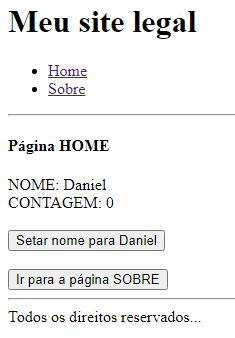 Meu site legal
Home
Sobre
Página HOME
NOME: Daniel
CONTAGEM: 0
Setar nome para Daniel
Ir para a página SOBRE
Todos os direitos reservados...